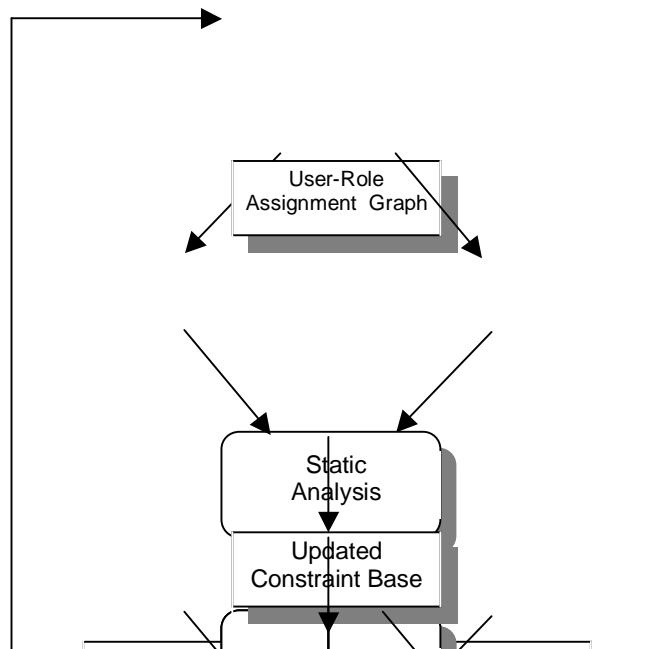 User-Role
Assignment Graph
Static
Analysis
Updated
Constraint Base